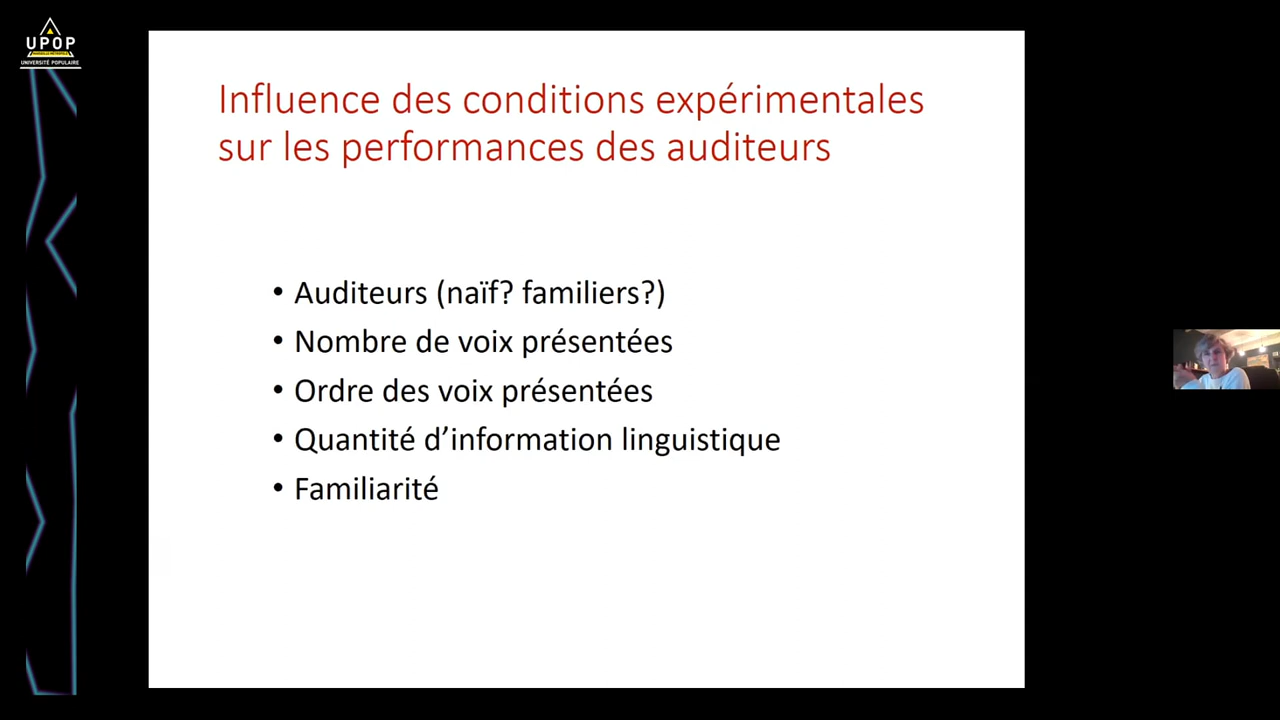 UPOP
UNIVERSITÉ POPULAIRE
Influence des conditions expérimentales
sur les performances des auditeurs
• Auditeurs (naïf? familiers?)
• Nombre de voix présentées
• Ordre des voix présentées
• Quantité d’information linguistique
• Familiarité